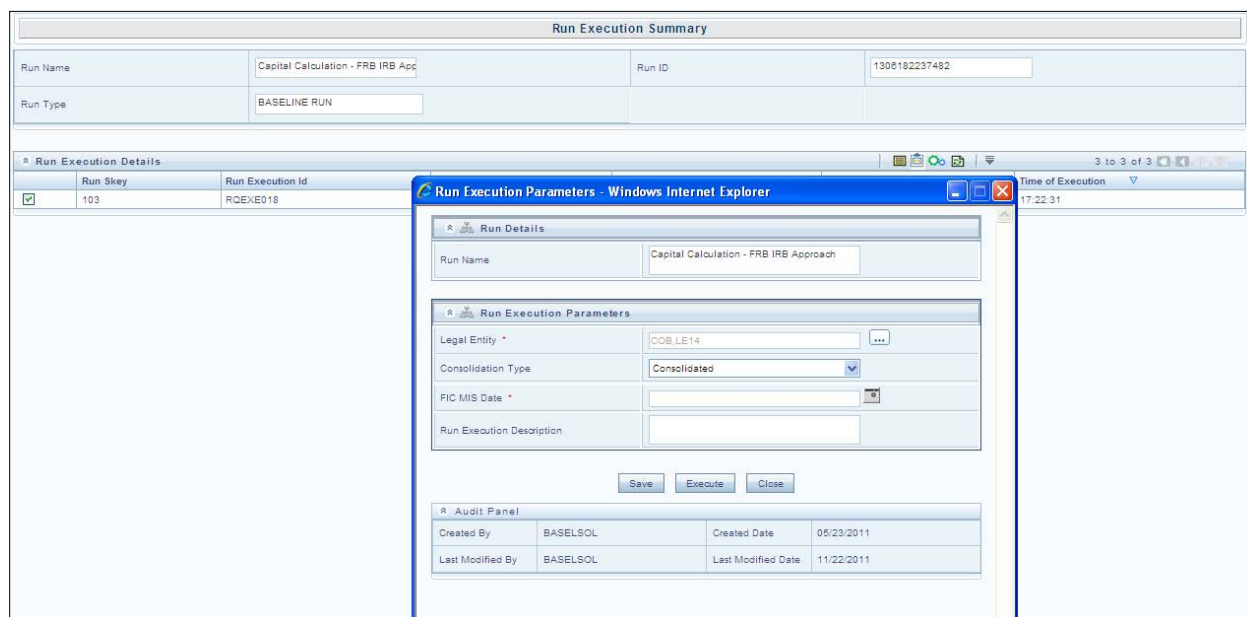 Run Execution Summary
Run Name Capital Calculation - FRB IRB App Run ID 1306182237482
Run Type BASELINE RUN
Run Execution Details 3 to 3 of 3
Run Skey Run Execution Id Time of Execution
103 RQEXE018 17:22:31
Run Execution Parameters - Windows Internet Explorer
Run Details
Run Name Capital Calculation - FRB IRB Approach
Run Execution Parameters
Legal Entity * COB,LE14 ...
Consolidation Type Consolidated
FIC MIS Date *
Run Execution Description
Save Execute Close
Audit Panel
Created By BASELSOL Created Date 05/23/2011
Last Modified By BASELSOL Last Modified Date 11/22/2011